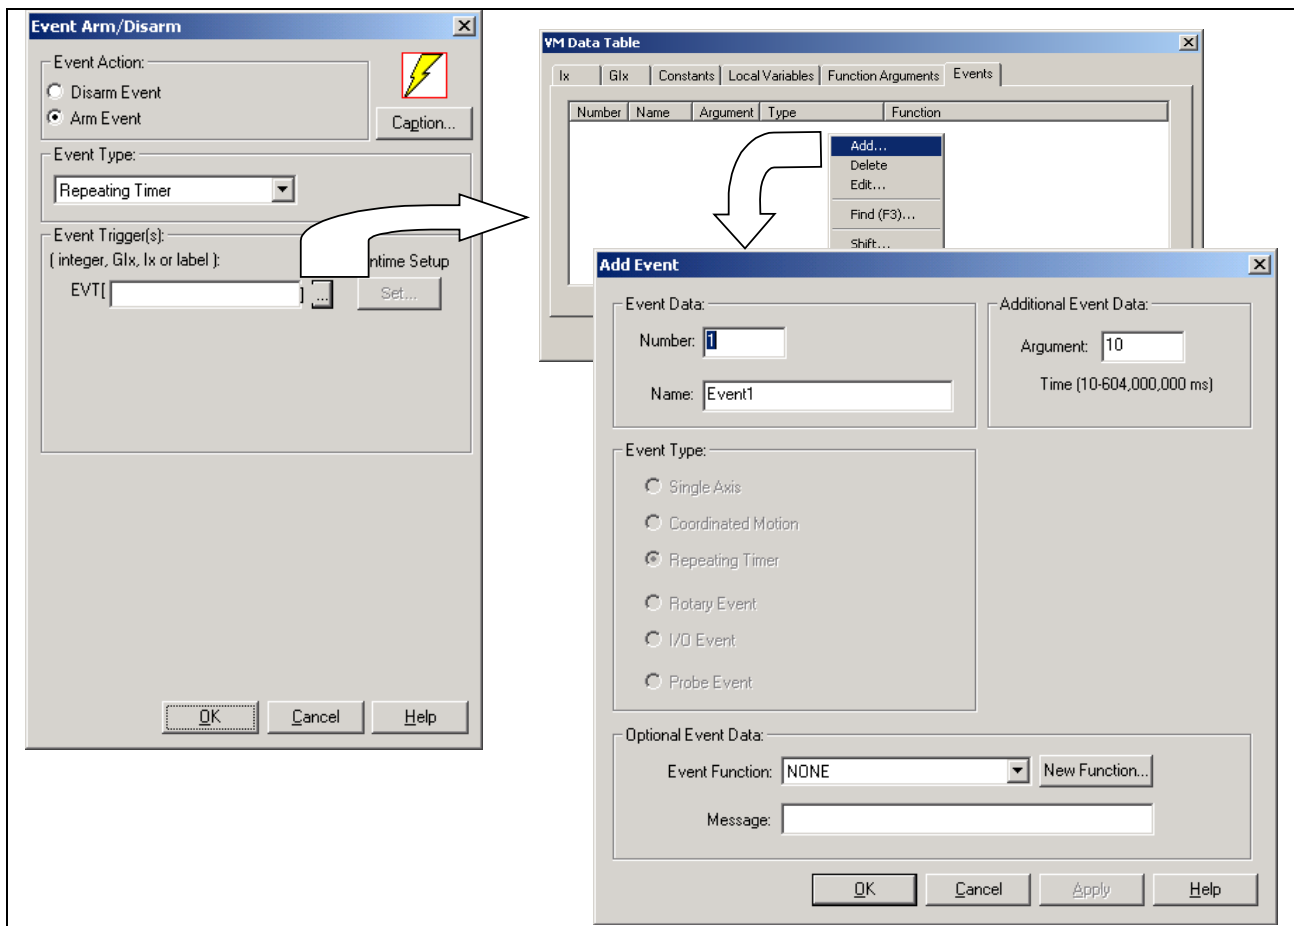 Event Arm/Disarm
Event Action:
Disarm Event
Arm Event
Caption...
Event Type:
Repeating Timer
Event Trigger(s):
( integer, GIx, Ix or label ):
ntime Setup
EVT[
]
...
Set...
OK
Cancel
Help
VM Data Table
Ix
GIx
Constants
Local Variables
Function Arguments
Events
Number
Name
Argument
Type
Function
Add...
Delete
Edit...
Find (F3)...
Shift...
Add Event
Event Data:
Number:
1
Name:
Event1
Additional Event Data:
Argument:
10
Time (10-604,000,000 ms)
Event Type:
Single Axis
Coordinated Motion
Repeating Timer
Rotary Event
I/O Event
Probe Event
Optional Event Data:
Event Function:
NONE
New Function...
Message:
OK
Cancel
Apply
Help